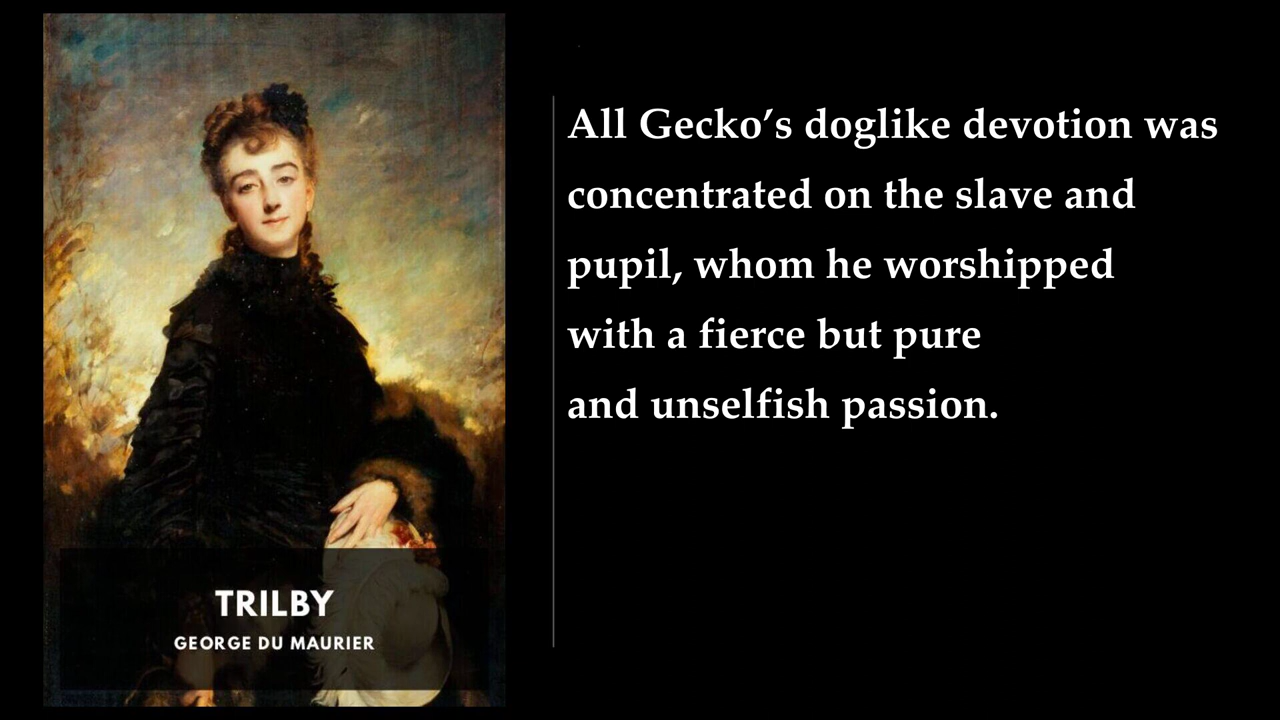 All Gecko’s doglike devotion was
concentrated on the slave and
pupil, whom he worshipped
with a fierce but pure
and unselfish passion.
TRILBY
GEORGE DU MAURIER